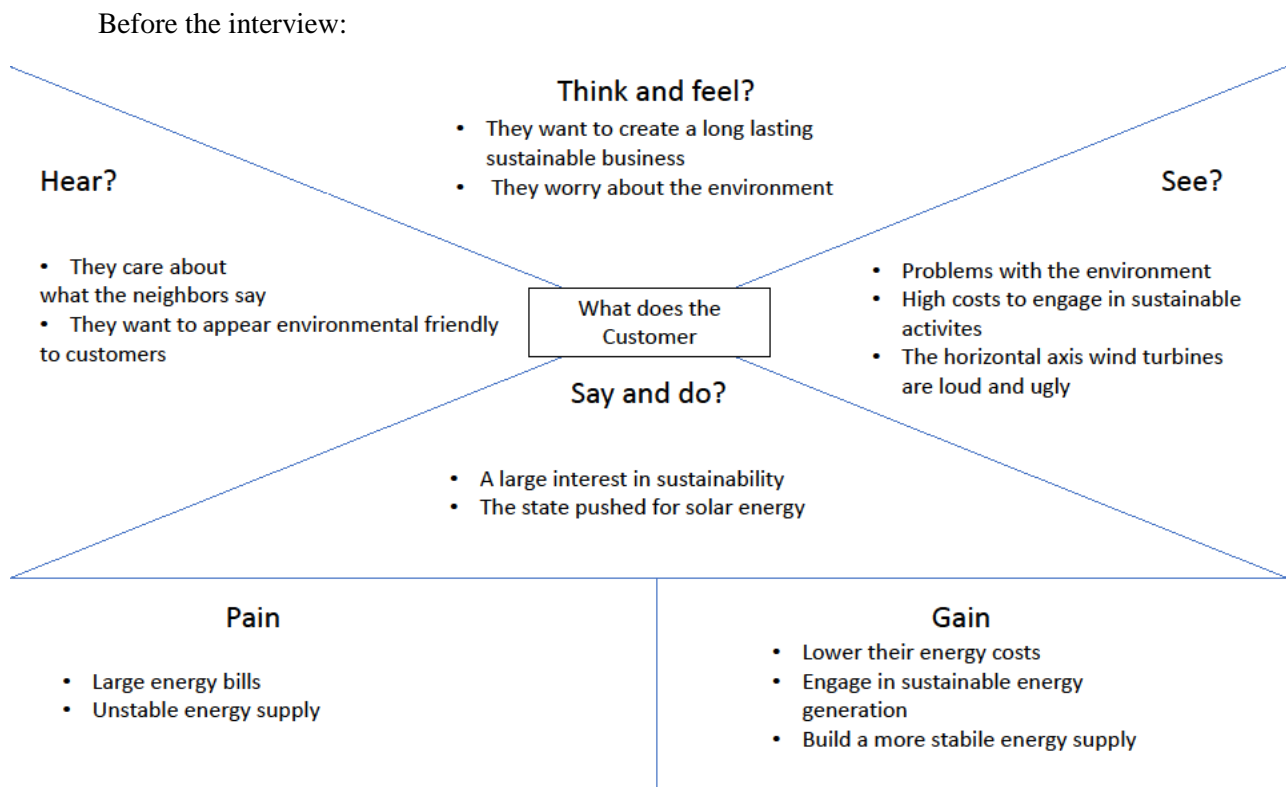 Before the interview:
Think and feel?
• They want to create a long lasting
sustainable business
• They worry about the environment
Hear?
• They care about
what the neighbors say
• They want to appear environmental friendly
to customers
See?
• Problems with the environment
• High costs to engage in sustainable
activites
• The horizontal axis wind turbines
are loud and ugly
What does the
Customer
Say and do?
• A large interest in sustainability
• The state pushed for solar energy
Pain
• Large energy bills
• Unstable energy supply
Gain
• Lower their energy costs
• Engage in sustainable energy
generation
• Build a more stabile energy supply